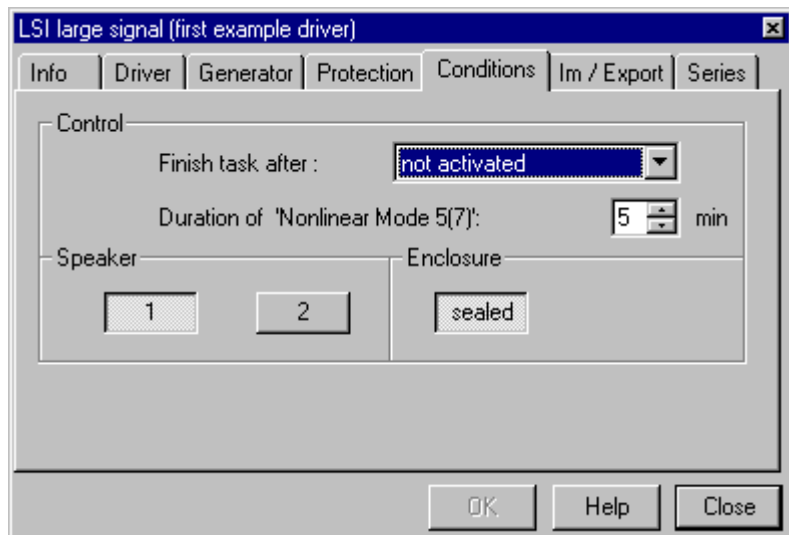 LSI large signal (first example driver)
Info Driver Generator Protection Conditions Im / Export Series
Control
Finish task after : not activated
Duration of 'Nonlinear Mode 5(7)': 5 min
Speaker Enclosure
1 2 sealed
OK Help Close